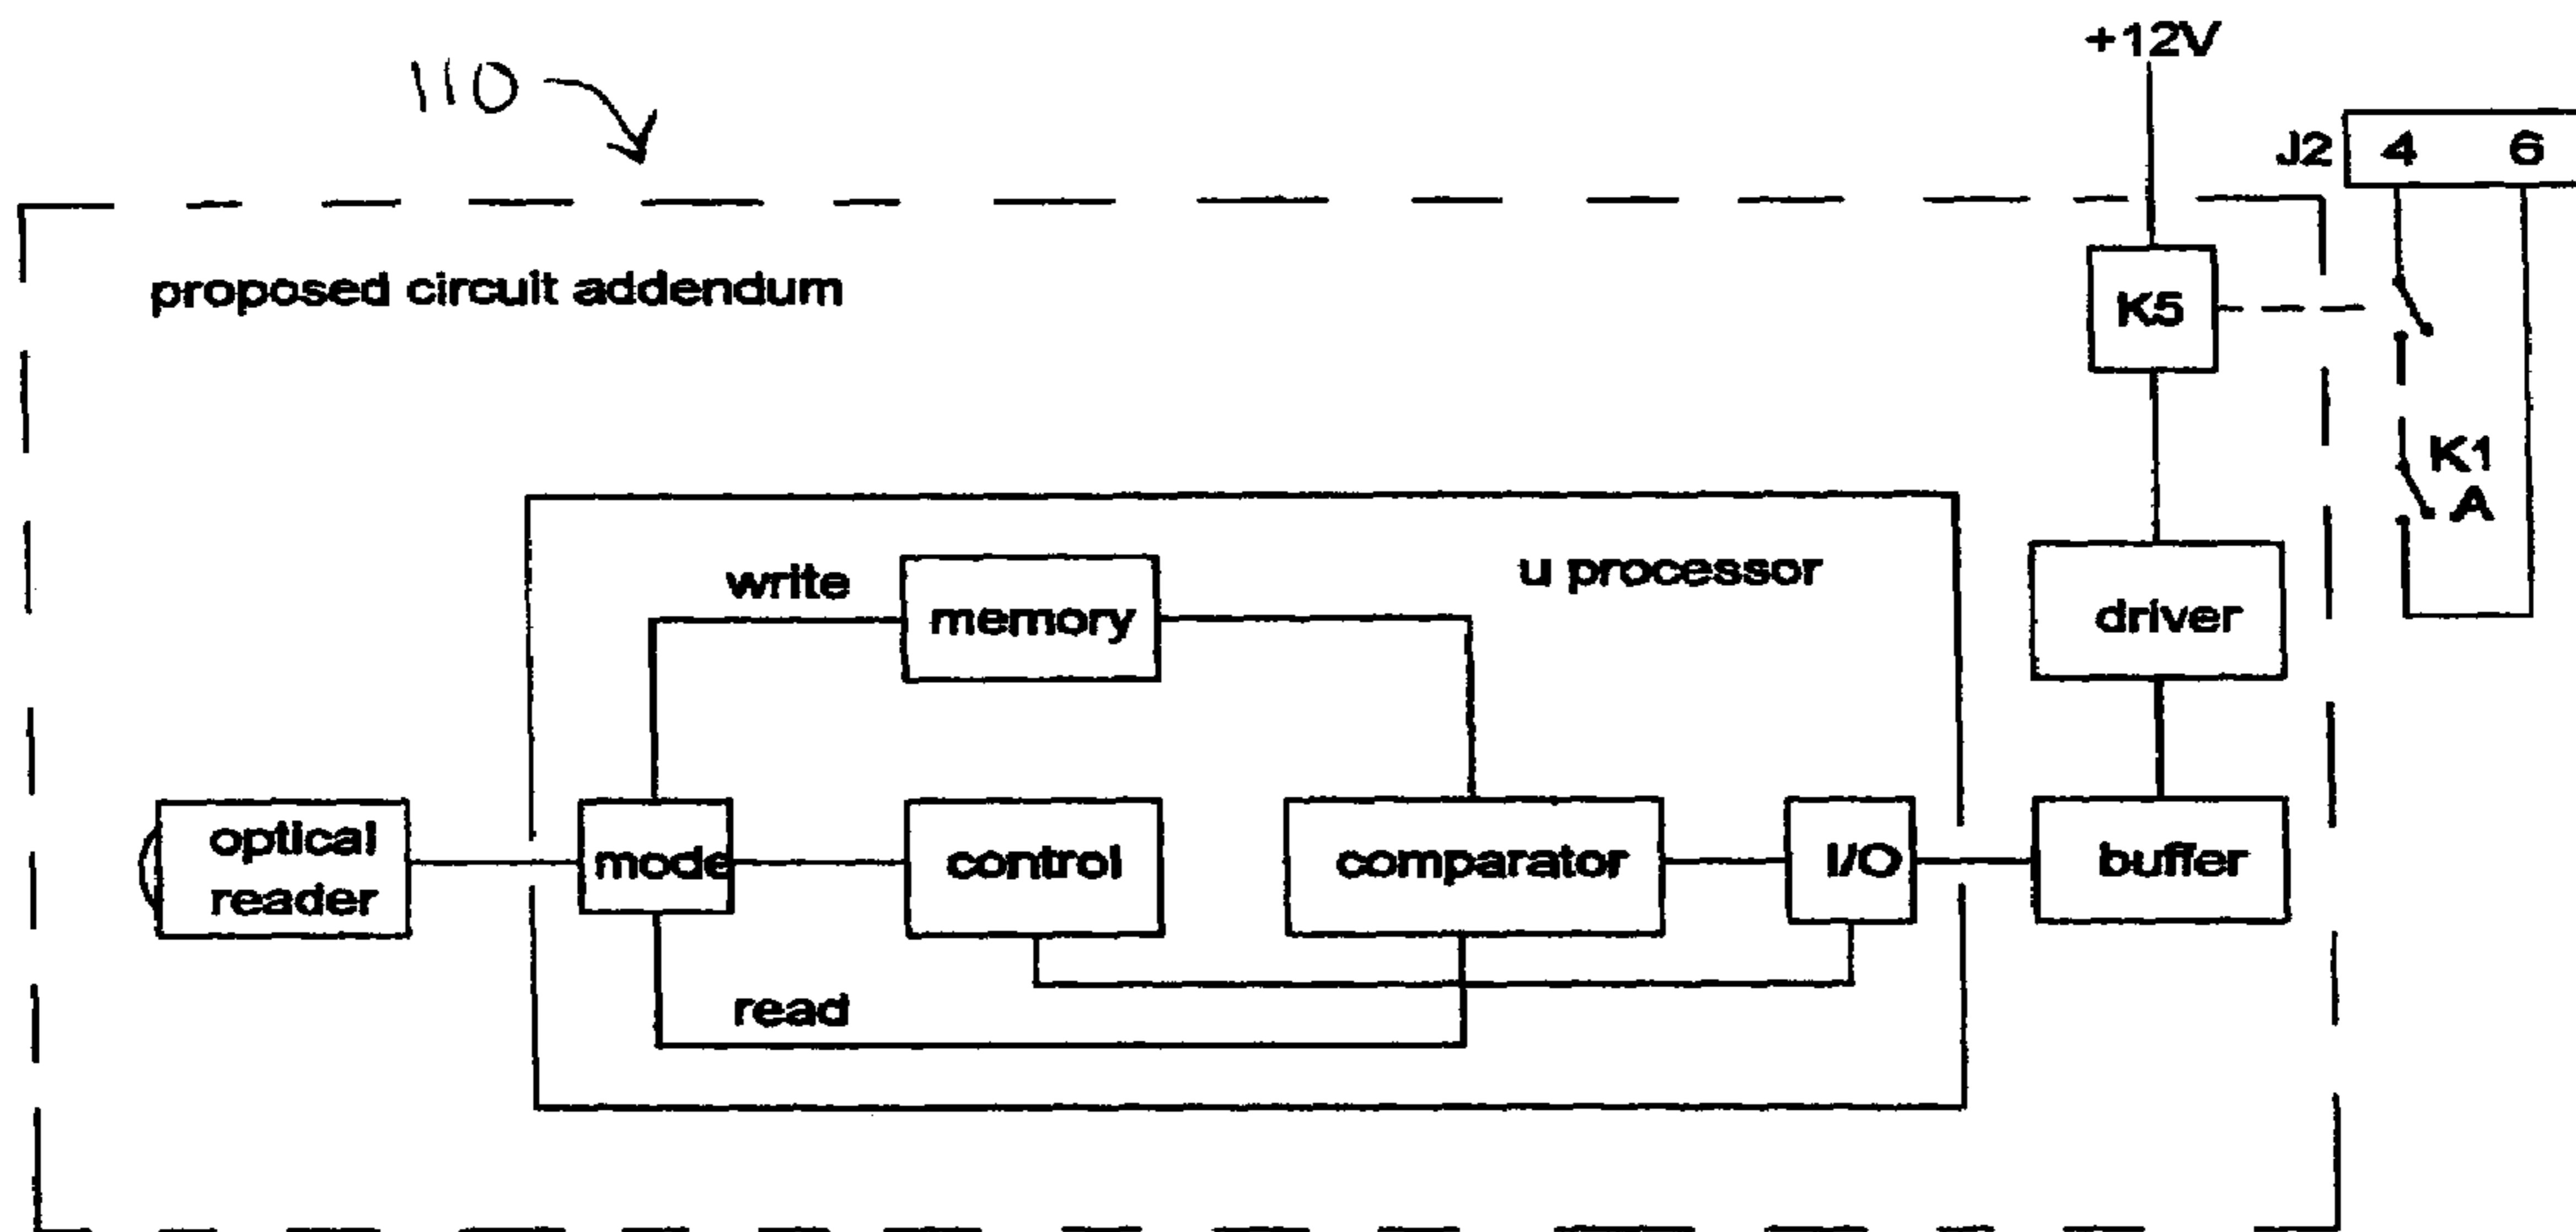 +12V
110
J2 4 6
proposed circuit addendum
K5
K1
A
write
memory
u processor
driver
optical
reader
mode
control
comparator
I/O
buffer
read